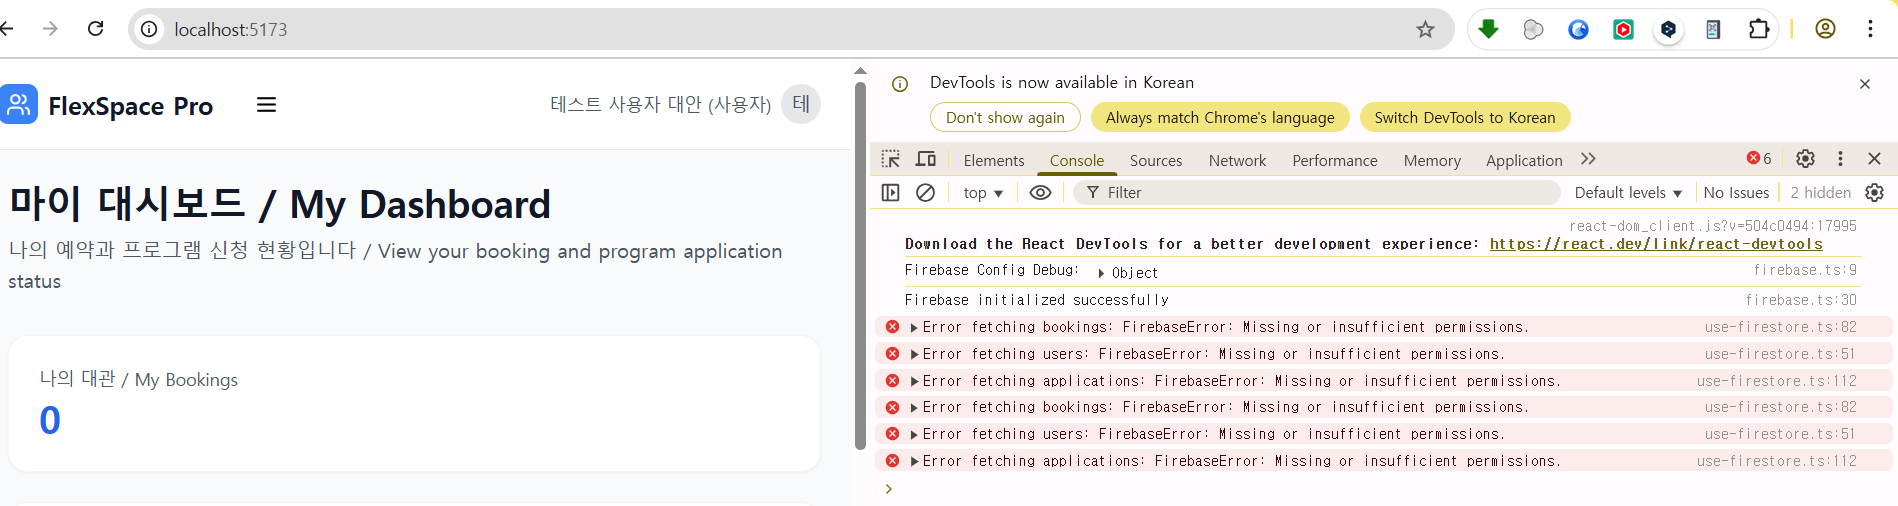 localhost:5173
FlexSpace Pro
테스트 사용자 대안 (사용자)
테
마이 대시보드 / My Dashboard
나의 예약과 프로그램 신청 현황입니다 / View your booking and program application
status
나의 대관 / My Bookings
0
DevTools is now available in Korean
Don't show again
Always match Chrome's language
Switch DevTools to Korean
Elements
Console
Sources
Network
Performance
Memory
Application
6
top
Filter
Default levels
No Issues
2 hidden
react-dom_client.js?v=504c0494:17995
Download the React DevTools for a better development experience: https://react.dev/link/react-devtools
Firebase Config Debug: Object firebase.ts:9
Firebase initialized successfully firebase.ts:30
Error fetching bookings: FirebaseError: Missing or insufficient permissions. use-firestore.ts:82
Error fetching users: FirebaseError: Missing or insufficient permissions. use-firestore.ts:51
Error fetching applications: FirebaseError: Missing or insufficient permissions. use-firestore.ts:112
Error fetching bookings: FirebaseError: Missing or insufficient permissions. use-firestore.ts:82
Error fetching users: FirebaseError: Missing or insufficient permissions. use-firestore.ts:51
Error fetching applications: FirebaseError: Missing or insufficient permissions. use-firestore.ts:112